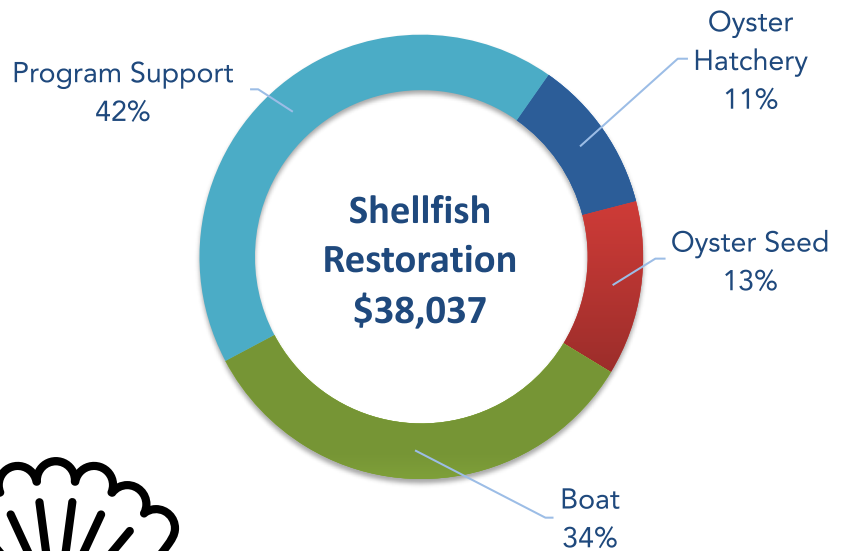 Oyster
Hatchery
11%
Program Support
42%
Shellfish
Restoration
$38,037
Oyster Seed
13%
Boat
34%